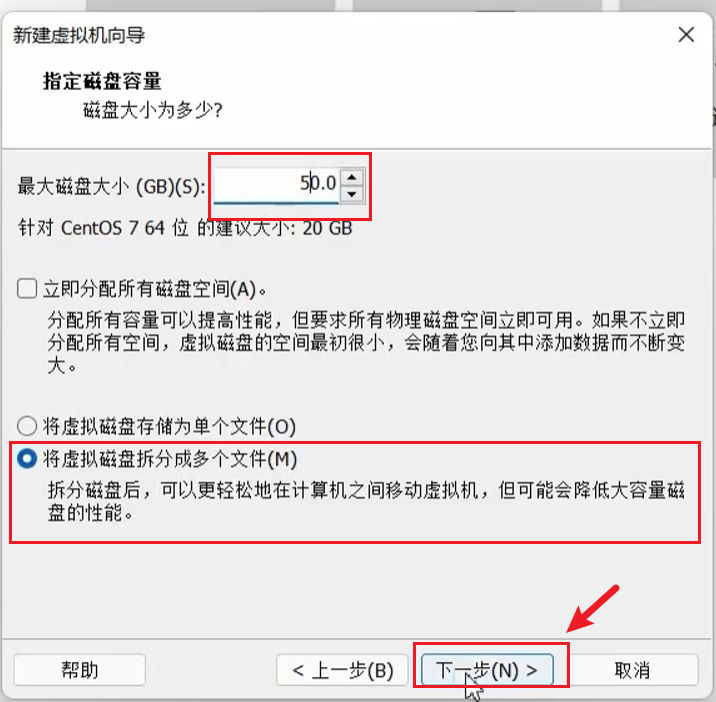 新建虚拟机向导
指定磁盘容量
磁盘大小为多少?
最大磁盘大小 (GB)(S): 50.0
针对 CentOS 7 64 位 的建议大小: 20 GB
立即分配所有磁盘空间(A)。
分配所有容量可以提高性能，但要求所有物理磁盘空间立即可用。如果不立即
分配所有空间，虚拟磁盘的空间最初很小，会随着您向其中添加数据而不断变
大。
将虚拟磁盘存储为单个文件(O)
将虚拟磁盘拆分成多个文件(M)
拆分磁盘后，可以更轻松地在计算机之间移动虚拟机，但可能会降低大容量磁
盘的性能。
帮助 < 上一步(B) 下一步(N) > 取消